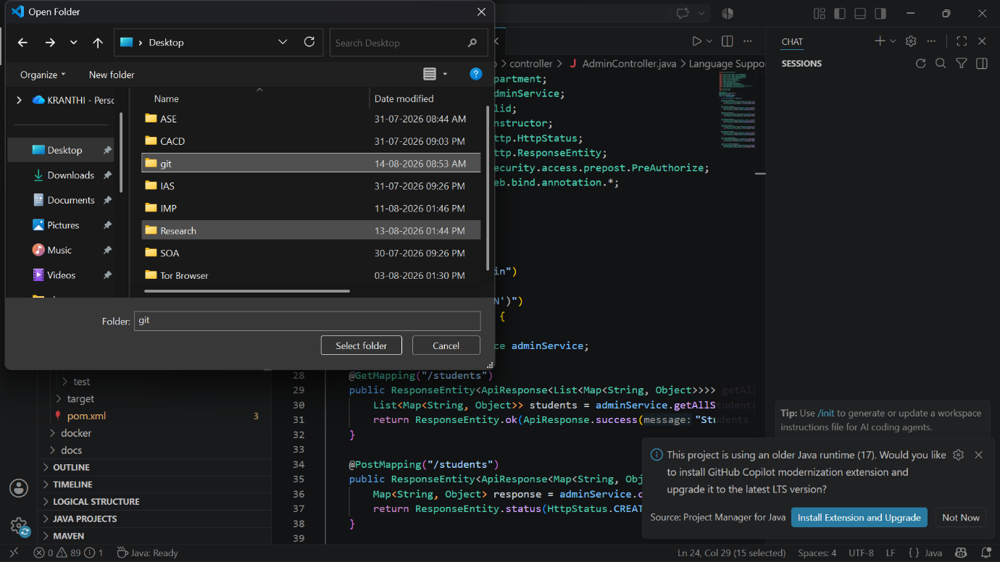 Open Folder
Desktop
Search Desktop
Organize
New folder
KRANTHI - Persc
Desktop
Downloads
Documents
Pictures
Music
Videos
Name Date modified
ASE 31-07-2026 08:44 AM
CACD 31-07-2026 09:03 PM
git 14-08-2026 08:53 AM
IAS 31-07-2026 09:26 PM
IMP 11-08-2026 01:46 PM
Research 13-08-2026 01:44 PM
SOA 30-07-2026 09:26 PM
Tor Browser 03-08-2026 01:30 PM
Folder: git
Select folder Cancel
controller > J AdminController.java > Language Suppor
partment;
dminService;
lid;
nstructor;
ttp.HttpStatus;
ttp.ResponseEntity;
ecurity.access.prepost.PreAuthorize;
eb.bind.annotation.*;
in")
N')")
{
ce adminService;
28 @GetMapping("/students")
29 public ResponseEntity<ApiResponse<List<Map<String, Object>>>> getAl
30 List<Map<String, Object>> students = adminService.getAllStudents
31 return ResponseEntity.ok(ApiResponse.success(message: "Students
32 }
33
34 @PostMapping("/students")
35 public ResponseEntity<ApiResponse<Map<String, Obj
36 Map<String, Object> response = adminService.c
37 return ResponseEntity.status(HttpStatus.CREAT
38 }
39
test
target
pom.xml 3
docker
docs
OUTLINE
TIMELINE
LOGICAL STRUCTURE
JAVA PROJECTS
MAVEN
CHAT
SESSIONS
Tip: Use /init to generate or update a workspace
instructions file for AI coding agents.
This project is using an older Java runtime (17). Would you like
to install GitHub Copilot modernization extension and
upgrade it to the latest LTS version?
Source: Project Manager for Java
Install Extension and Upgrade
Not Now
0 89 1 Java: Ready
Ln 24, Col 29 (15 selected) Spaces: 4 UTF-8 LF {} Java